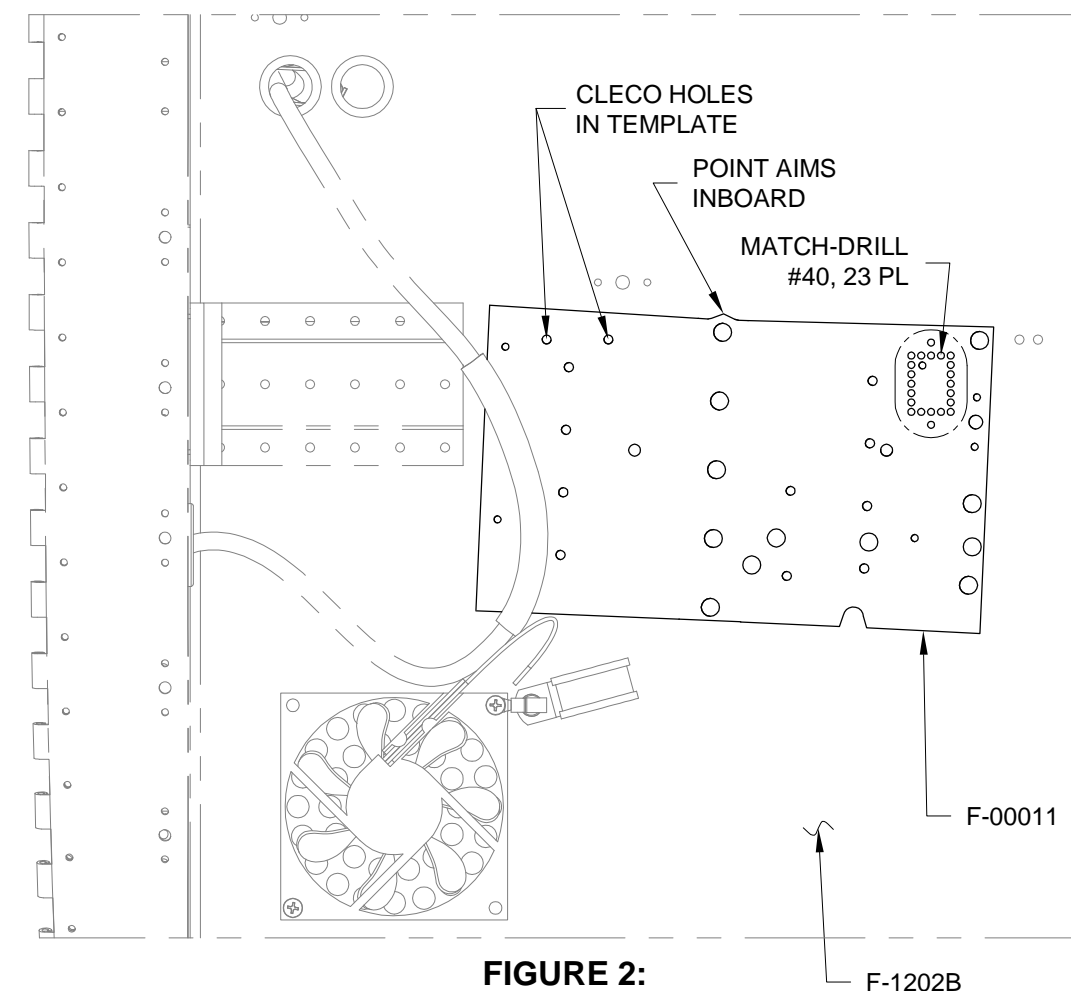 CLECO HOLES
IN TEMPLATE
POINT AIMS
INBOARD
MATCH-DRILL
#40, 23 PL
F-00011
FIGURE 2:
F-1202B